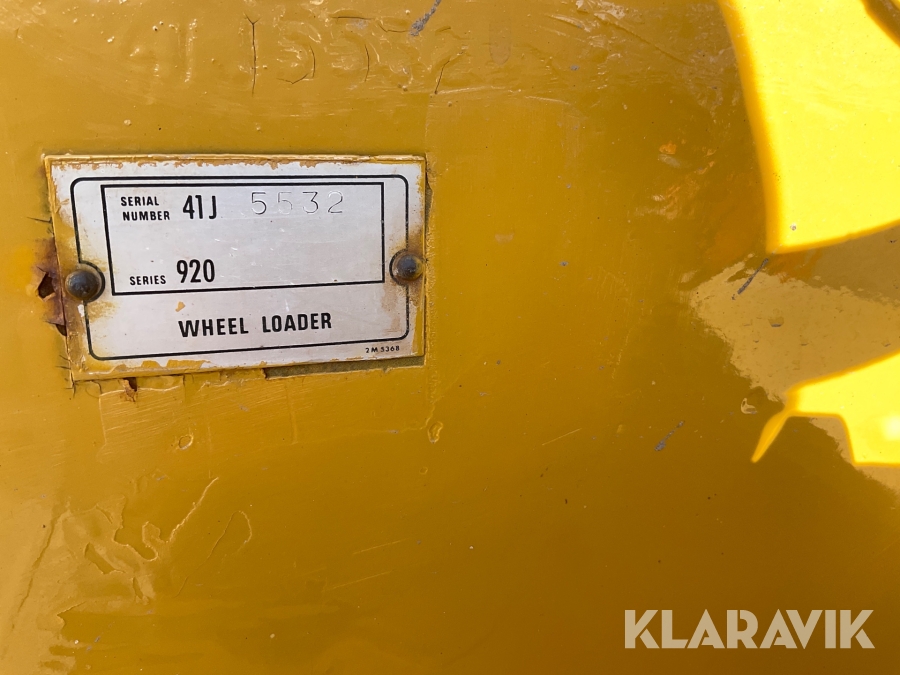 SERIAL
NUMBER 41J 5532
SERIES 920
WHEEL LOADER
2M5368
KLARAVIK